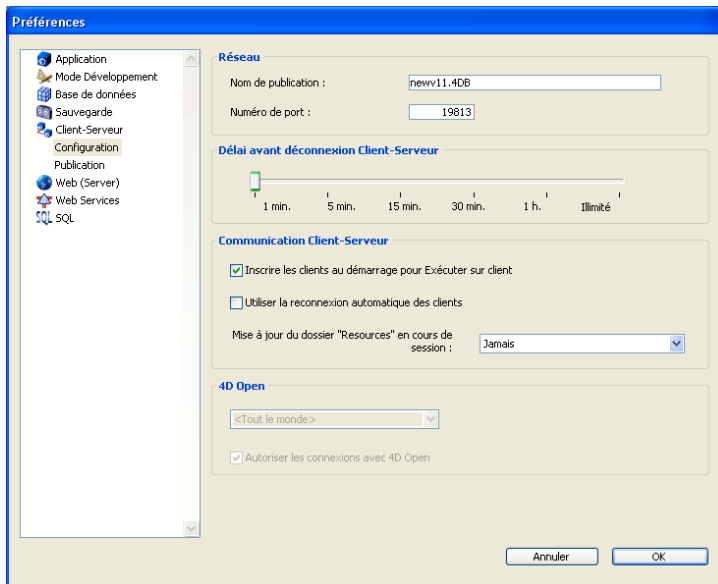 Préférences
Application
Mode Développement
Base de données
Sauvegarde
Client-Serveur
Configuration
Publication
Web (Server)
Web Services
SQL SQL
Réseau
Nom de publication :
newv11.4DB
Numéro de port :
19813
Délai avant déconnexion Client-Serveur
1 min. 5 min. 15 min. 30 min. 1 h. Illimité
Communication Client-Serveur
Inscrire les clients au démarrage pour Exécuter sur client
Utiliser la reconnexion automatique des clients
Mise à jour du dossier "Resources" en cours de
session :
Jamais
4D Open
<Tout le monde>
Autoriser les connexions avec 4D Open
Annuler
OK